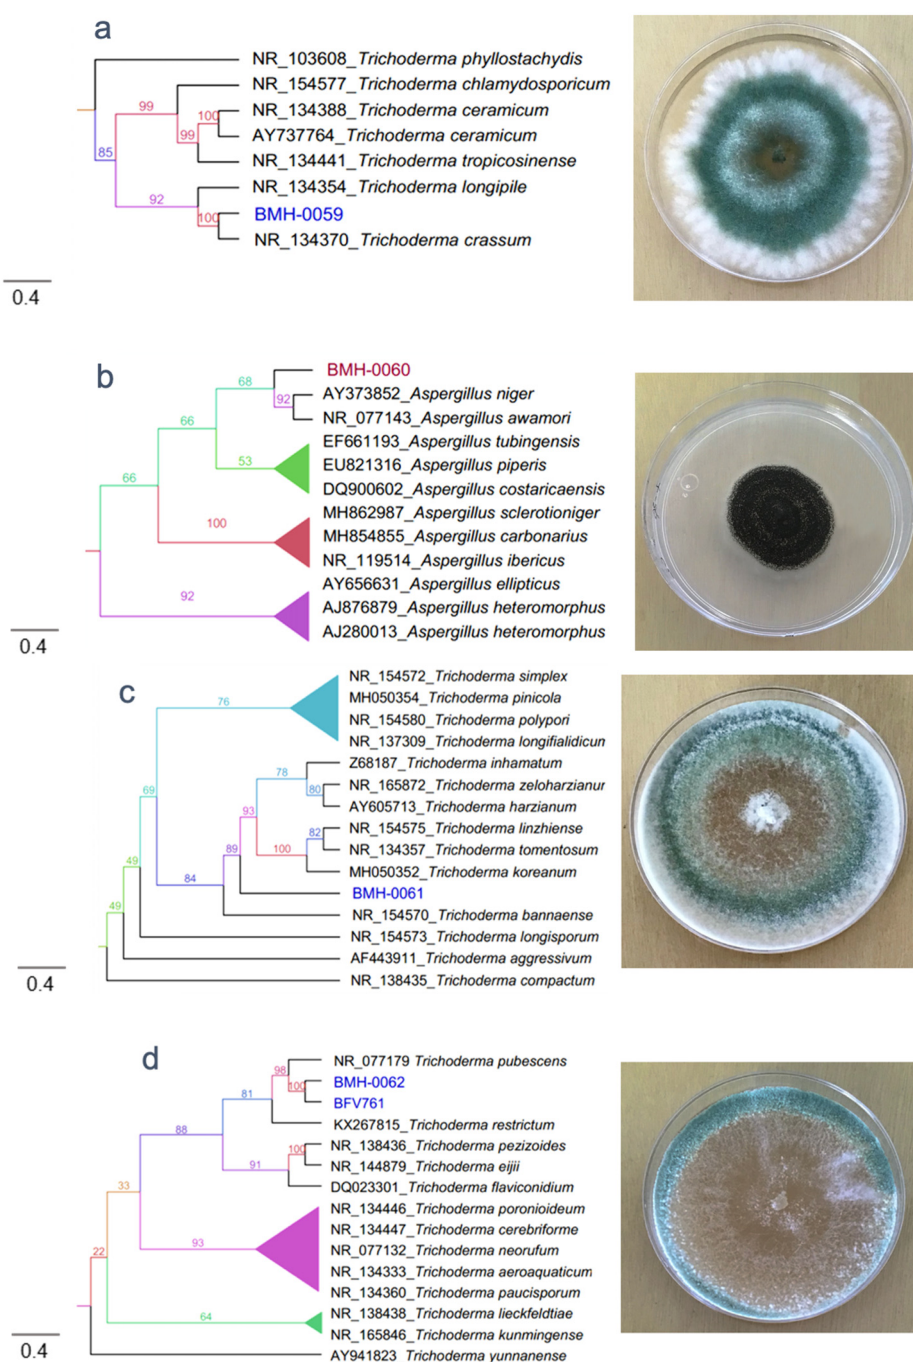 a
NR_103608_Trichoderma phyllostachydis
NR_154577_Trichoderma chlamydosporicum
99
100
NR_134388_Trichoderma ceramicum
99
AY737764_Trichoderma ceramicum
85
NR_134441_Trichoderma tropicosinense
92
NR_134354_Trichoderma longipile
100
BMH-0059
NR_134370_Trichoderma crassum
0.4
b
68
BMH-0060
92
AY373852_Aspergillus niger
NR_077143_Aspergillus awamori
66
EF661193_Aspergillus tubingensis
53
EU821316_Aspergillus piperis
66
DQ900602_Aspergillus costaricaensis
MH862987_Aspergillus sclerotioniger
100
MH854855_Aspergillus carbonarius
NR_119514_Aspergillus ibericus
AY656631_Aspergillus ellipticus
92
AJ876879_Aspergillus heteromorphus
AJ280013_Aspergillus heteromorphus
0.4
c
NR_154572_Trichoderma simplex
76
MH050354_Trichoderma pinicola
NR_154580_Trichoderma polypori
NR_137309_Trichoderma longifialidicun
78
Z68187_Trichoderma inhamatum
69
80
NR_165872_Trichoderma zeloharzianur
AY605713_Trichoderma harzianum
93
82
NR_154575_Trichoderma linzhiense
89
100
NR_134357_Trichoderma tomentosum
49
84
MH050352_Trichoderma koreanum
BMH-0061
49
NR_154570_Trichoderma bannaense
NR_154573_Trichoderma longisporum
AF443911_Trichoderma aggressivum
0.4
NR_138435_Trichoderma compactum
d
98
NR_077179 Trichoderma pubescens
100
BMH-0062
81
BFV761
KX267815_Trichoderma restrictum
88
100
NR_138436_Trichoderma pezizoides
91
NR_144879_Trichoderma eijii
DQ023301_Trichoderma flaviconidium
33
NR_134446_Trichoderma poronioideum
NR_134447_Trichoderma cerebriforme
93
NR_077132_Trichoderma neorufum
22
NR_134333_Trichoderma aeroaquaticum
NR_134360_Trichoderma paucisporum
64
NR_138438_Trichoderma lieckfeldtiae
NR_165846_Trichoderma kunmingense
0.4
AY941823 Trichoderma yunnanense